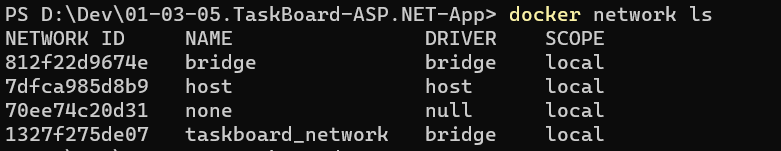 PS D:\Dev\01-03-05.TaskBoard-ASP.NET-App> docker network ls
NETWORK ID     NAME                DRIVER    SCOPE
812f22d9674e   bridge              bridge    local
7dfca985d8b9   host                host      local
70ee74c20d31   none                null      local
1327f275de07   taskboard_network   bridge    local